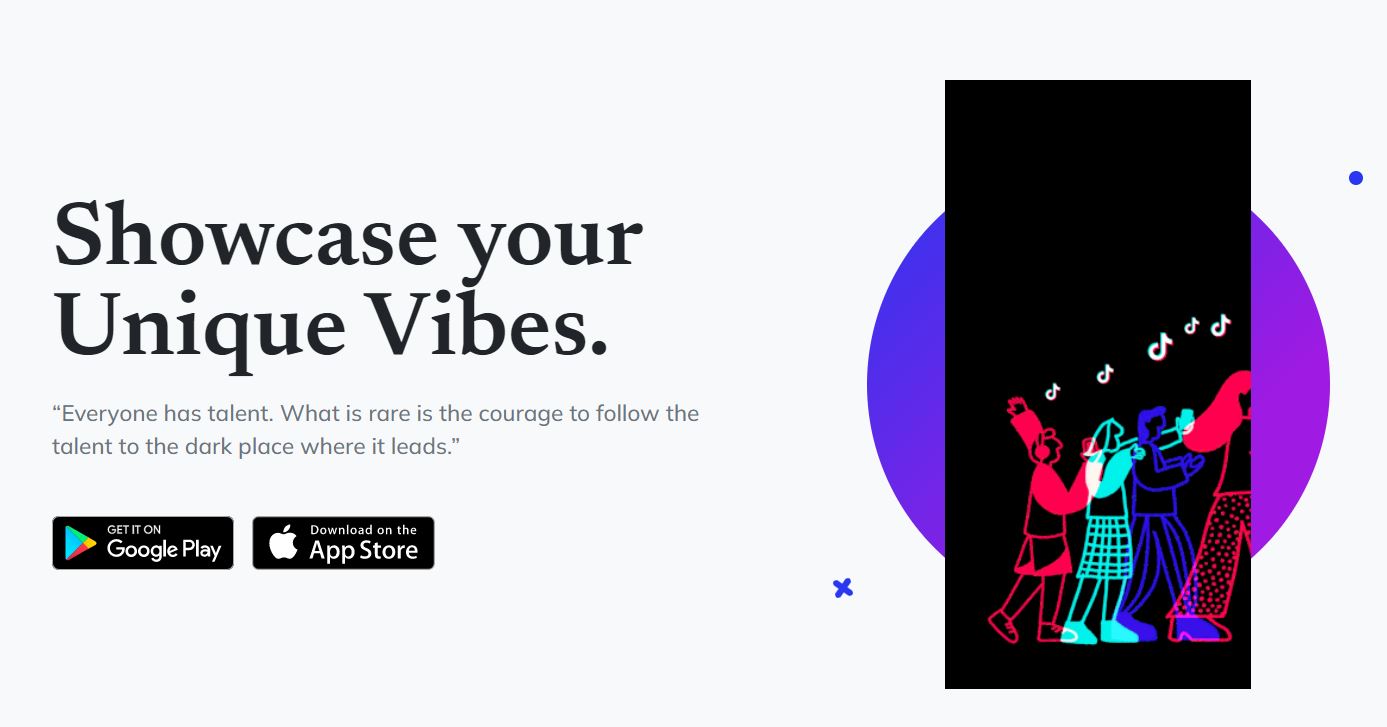 Showcase your
Unique Vibes.
“Everyone has talent. What is rare is the courage to follow the
talent to the dark place where it leads.”
GET IT ON
Google Play
Download on the
App Store